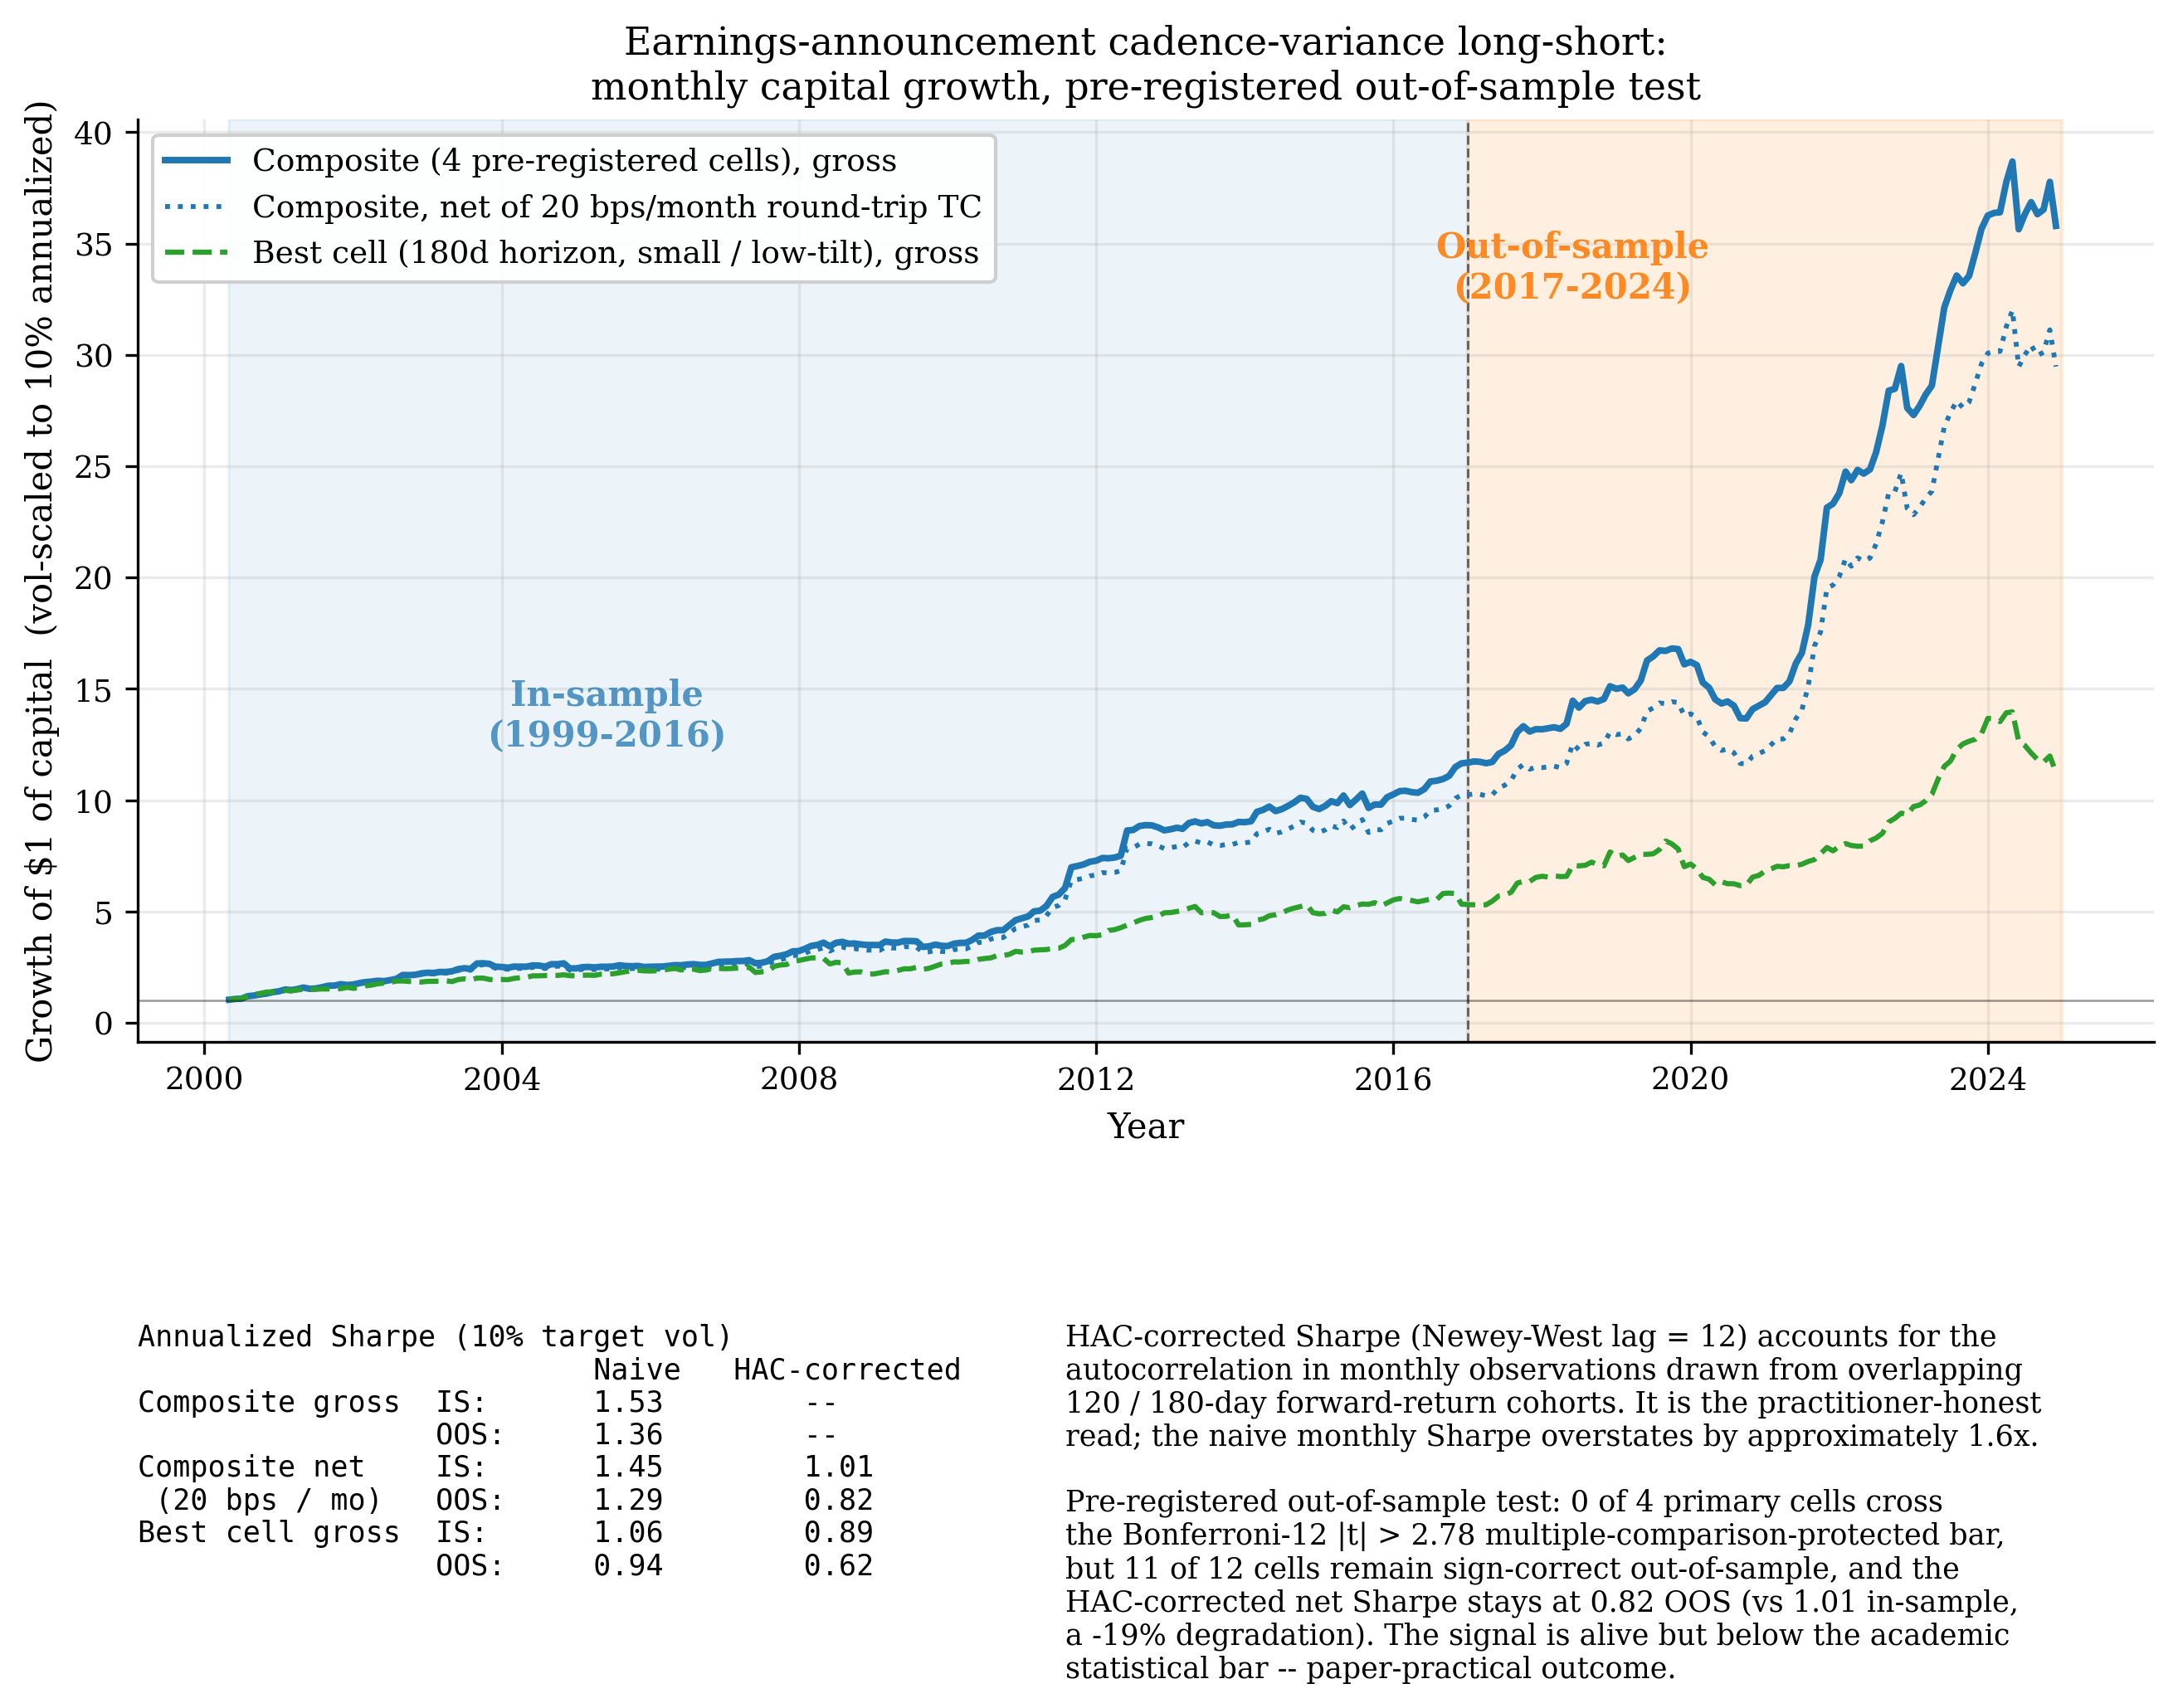 Earnings-announcement cadence-variance long-short:
monthly capital growth, pre-registered out-of-sample test
Growth of $1 of capital  (vol-scaled to 10% annualized)
40
35
30
25
20
15
10
5
0
Composite (4 pre-registered cells), gross
Composite, net of 20 bps/month round-trip TC
Best cell (180d horizon, small / low-tilt), gross
Out-of-sample
(2017-2024)
In-sample
(1999-2016)
2000 2004 2008 2012 2016 2020 2024
Year
Annualized Sharpe (10% target vol)
Naive HAC-corrected
Composite gross IS: 1.53 --
OOS: 1.36 --
Composite net IS: 1.45 1.01
(20 bps / mo) OOS: 1.29 0.82
Best cell gross IS: 1.06 0.89
OOS: 0.94 0.62
HAC-corrected Sharpe (Newey-West lag = 12) accounts for the
autocorrelation in monthly observations drawn from overlapping
120 / 180-day forward-return cohorts. It is the practitioner-honest
read; the naive monthly Sharpe overstates by approximately 1.6x.
Pre-registered out-of-sample test: 0 of 4 primary cells cross
the Bonferroni-12 |t| > 2.78 multiple-comparison-protected bar,
but 11 of 12 cells remain sign-correct out-of-sample, and the
HAC-corrected net Sharpe stays at 0.82 OOS (vs 1.01 in-sample,
a -19% degradation). The signal is alive but below the academic
statistical bar -- paper-practical outcome.